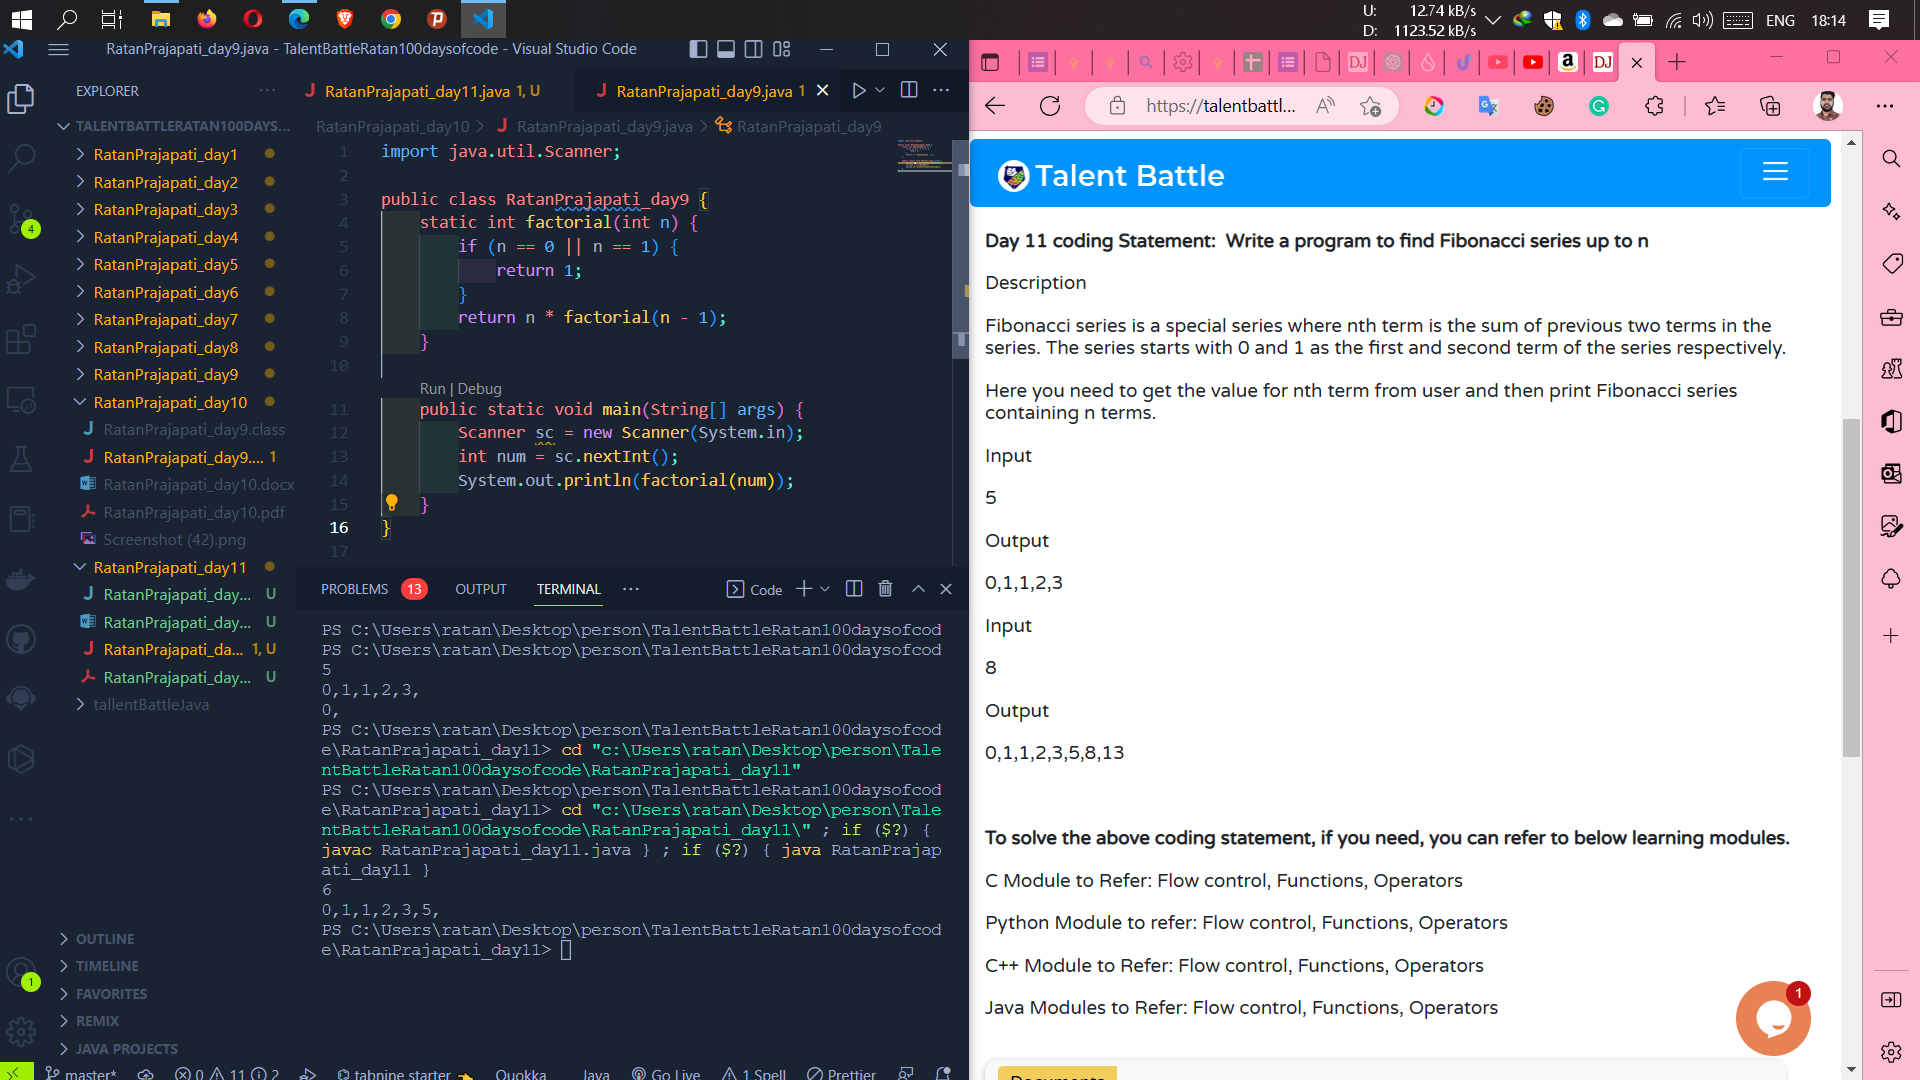 U: 12.74 kB/s
D: 1123.52 kB/s
ENG 18:14
RatanPrajapati_day9.java - TalentBattleRatan100daysofcode - Visual Studio Code
EXPLORER
TALENTBATTLERATAN100DAYS...
RatanPrajapati_day1
RatanPrajapati_day2
RatanPrajapati_day3
RatanPrajapati_day4
RatanPrajapati_day5
RatanPrajapati_day6
RatanPrajapati_day7
RatanPrajapati_day8
RatanPrajapati_day9
RatanPrajapati_day10
RatanPrajapati_day9.class
RatanPrajapati_day9.... 1
RatanPrajapati_day10.docx
RatanPrajapati_day10.pdf
Screenshot (42).png
RatanPrajapati_day11
RatanPrajapati_day... U
RatanPrajapati_day... U
RatanPrajapati_da... 1, U
RatanPrajapati_day... U
tallentBattleJava
OUTLINE
TIMELINE
FAVORITES
REMIX
JAVA PROJECTS
4
1
RatanPrajapati_day11.java 1, U
RatanPrajapati_day9.java 1
RatanPrajapati_day10 > RatanPrajapati_day9.java > RatanPrajapati_day9
1 import java.util.Scanner;
2
3 public class RatanPrajapati_day9 {
4 static int factorial(int n) {
5 if (n == 0 || n == 1) {
6 return 1;
7 }
8 return n * factorial(n - 1);
9 }
10
Run | Debug
11 public static void main(String[] args) {
12 Scanner sc = new Scanner(System.in);
13 int num = sc.nextInt();
14 System.out.println(factorial(num));
15 }
16 }
17
PROBLEMS 13 OUTPUT TERMINAL ... Code
PS C:\Users\ratan\Desktop\person\TalentBattleRatan100daysofcod
PS C:\Users\ratan\Desktop\person\TalentBattleRatan100daysofcod
5
0,1,1,2,3,
0,
PS C:\Users\ratan\Desktop\person\TalentBattleRatan100daysofcod
e\RatanPrajapati_day11> cd "c:\Users\ratan\Desktop\person\Tale
ntBattleRatan100daysofcode\RatanPrajapati_day11"
PS C:\Users\ratan\Desktop\person\TalentBattleRatan100daysofcod
e\RatanPrajapati_day11> cd "c:\Users\ratan\Desktop\person\Tale
ntBattleRatan100daysofcode\RatanPrajapati_day11\" ; if ($?) {
javac RatanPrajapati_day11.java } ; if ($?) { java RatanPrajap
ati_day11 }
6
0,1,1,2,3,5,
PS C:\Users\ratan\Desktop\person\TalentBattleRatan100daysofcod
e\RatanPrajapati_day11>
master* 0 11 2 tabnine starter Quokka Java Go Live 1 Spell Prettier
https://talentbattl...
Talent Battle
Day 11 coding Statement: Write a program to find Fibonacci series up to n
Description
Fibonacci series is a special series where nth term is the sum of previous two terms in the
series. The series starts with 0 and 1 as the first and second term of the series respectively.
Here you need to get the value for nth term from user and then print Fibonacci series
containing n terms.
Input
5
Output
0,1,1,2,3
Input
8
Output
0,1,1,2,3,5,8,13
To solve the above coding statement, if you need, you can refer to below learning modules.
C Module to Refer: Flow control, Functions, Operators
Python Module to refer: Flow control, Functions, Operators
C++ Module to Refer: Flow control, Functions, Operators
Java Modules to Refer: Flow control, Functions, Operators
1
Documents